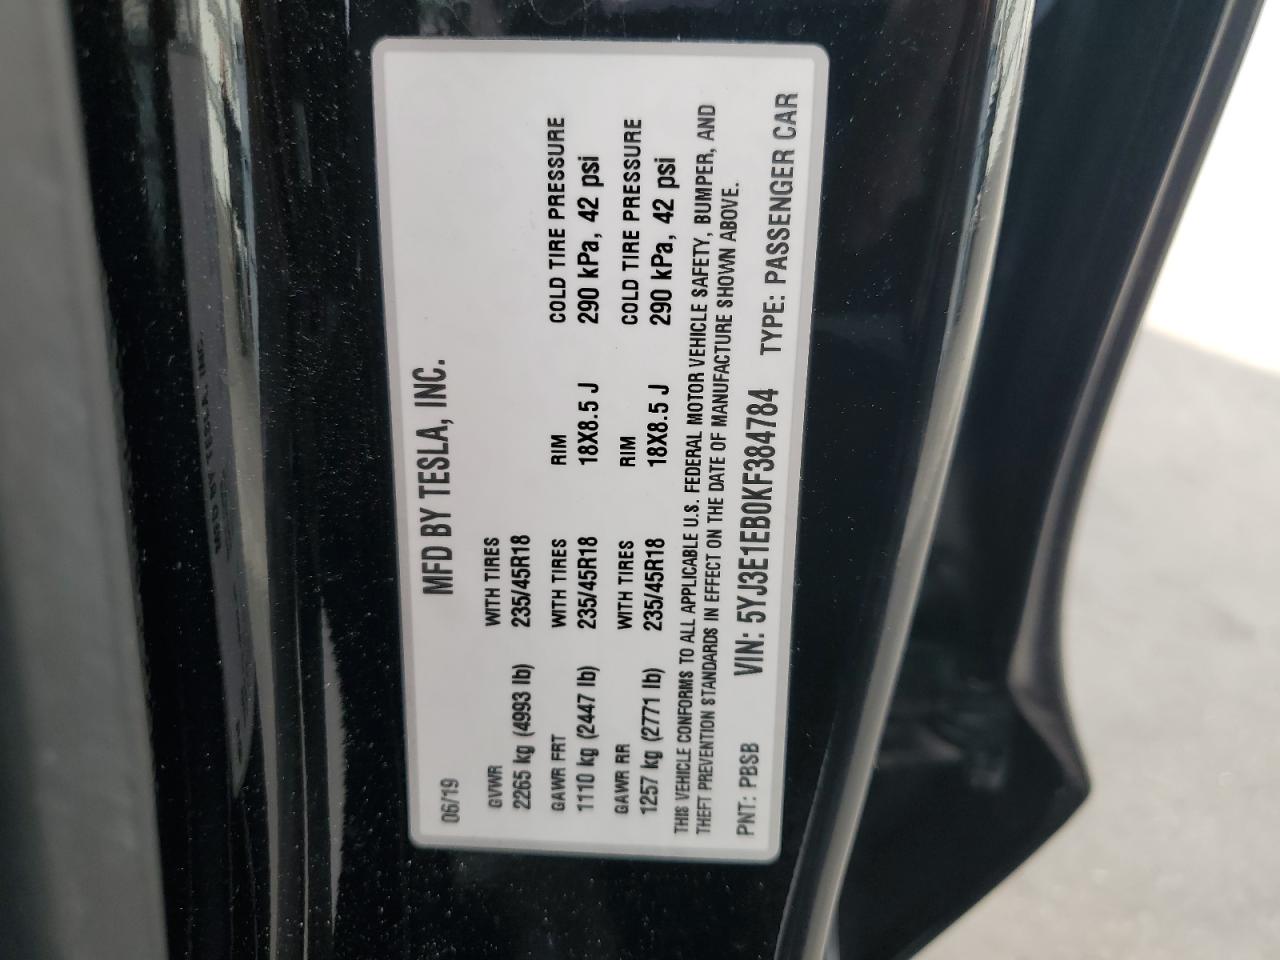 MFD BY TESLA, INC.
06/19
GVWR WITH TIRES
2265 kg (4993 lb) 235/45R18
GAWR FRT WITH TIRES RIM COLD TIRE PRESSURE
1110 kg (2447 lb) 235/45R18 18X8.5 J 290 kPa, 42 psi
GAWR RR WITH TIRES RIM COLD TIRE PRESSURE
1257 kg (2771 lb) 235/45R18 18X8.5 J 290 kPa, 42 psi
THIS VEHICLE CONFORMS TO ALL APPLICABLE U.S. FEDERAL MOTOR VEHICLE SAFETY, BUMPER, AND
THEFT PREVENTION STANDARDS IN EFFECT ON THE DATE OF MANUFACTURE SHOWN ABOVE.
PNT: PBSB VIN: 5YJ3E1EB0KF384784 TYPE: PASSENGER CAR